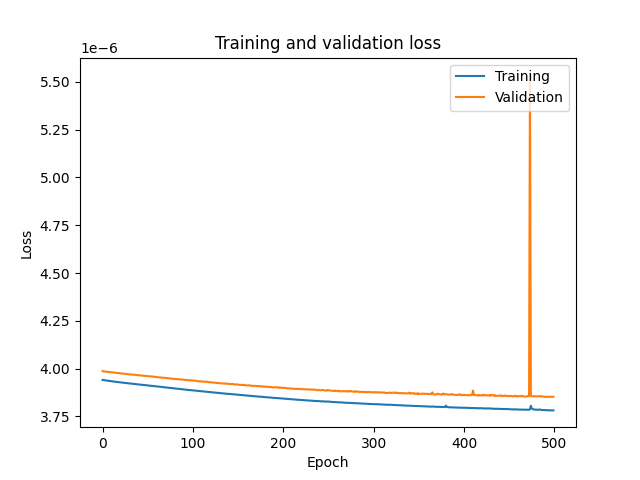 Training and validation loss
1e−6
Training
Validation
5.50
5.25
5.00
4.75
4.50
4.25
4.00
3.75
Loss
0 100 200 300 400 500
Epoch